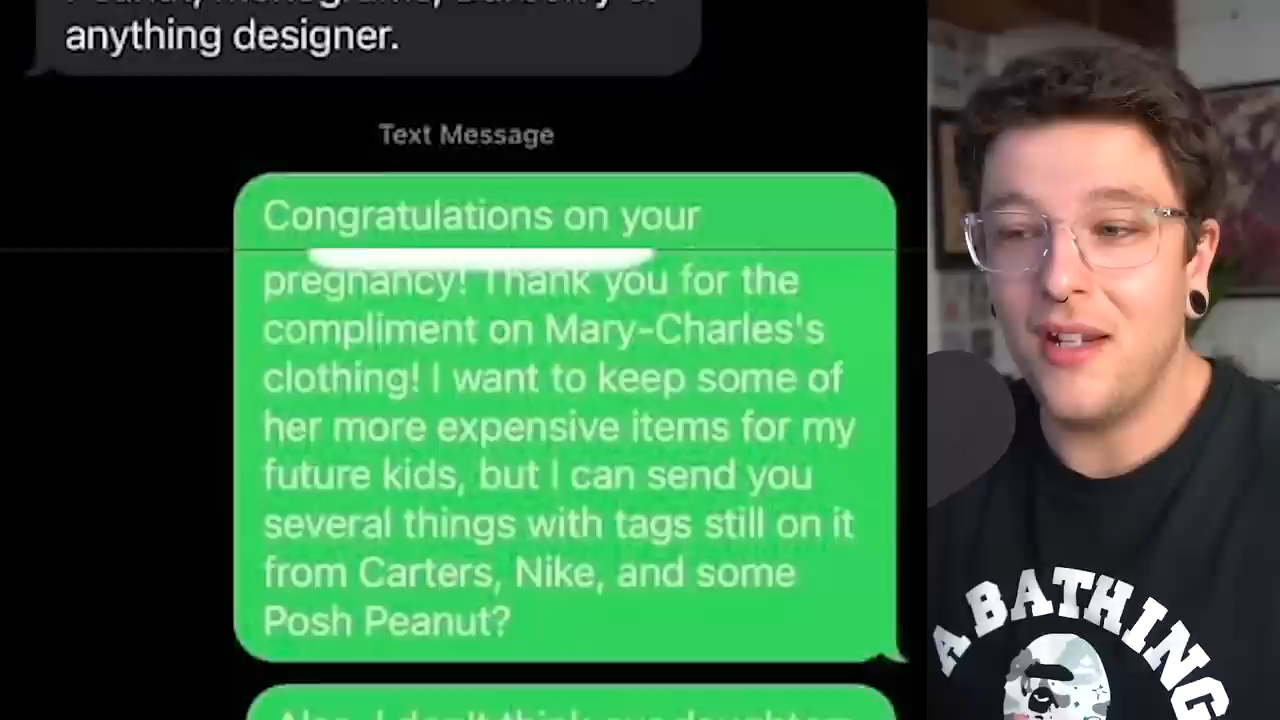 anything designer.
Text Message
Congratulations on your
pregnancy! Thank you for the
compliment on Mary-Charles's
clothing! I want to keep some of
her more expensive items for my
future kids, but I can send you
several things with tags still on it
from Carters, Nike, and some
Posh Peanut?
A BATHING